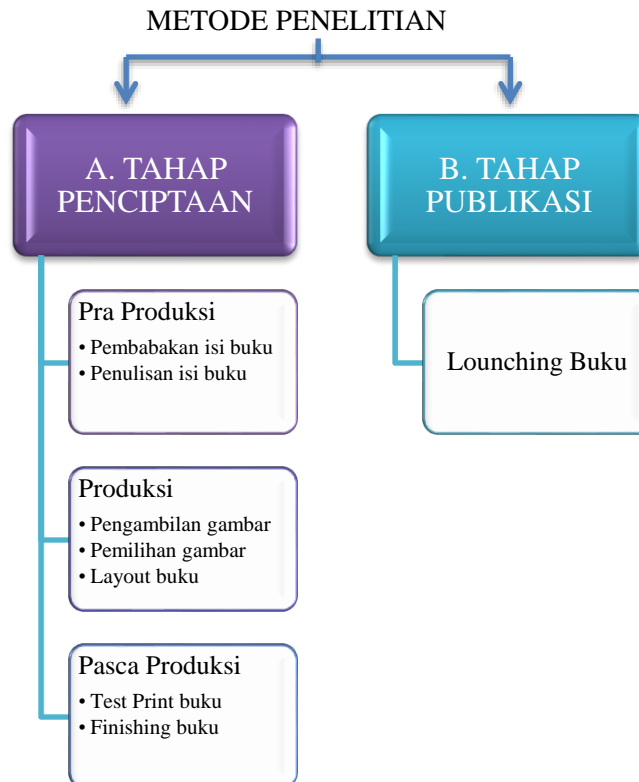 METODE PENELITIAN
A. TAHAP
PENCIPTAAN
B. TAHAP
PUBLIKASI
Pra Produksi
• Pembabakan isi buku
• Penulisan isi buku
Lounching Buku
Produksi
• Pengambilan gambar
• Pemilihan gambar
• Layout buku
Pasca Produksi
• Test Print buku
• Finishing buku